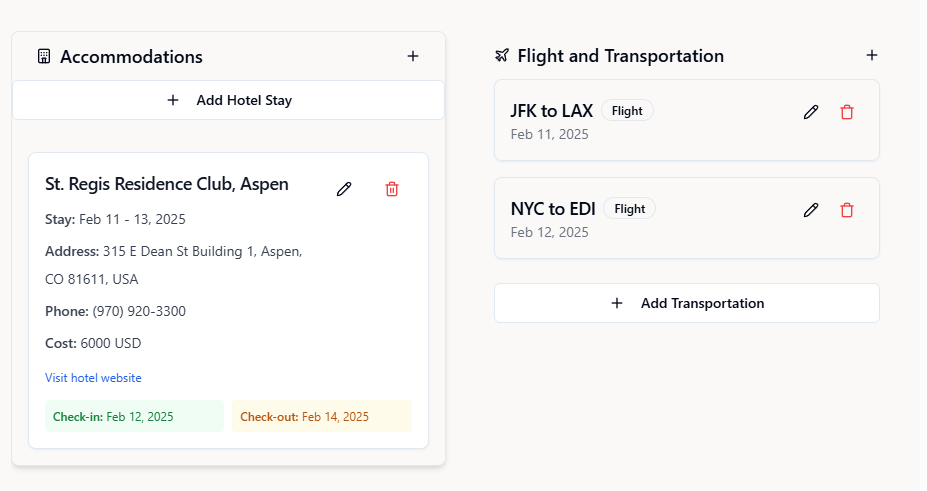 Accommodations
Add Hotel Stay
St. Regis Residence Club, Aspen
Stay: Feb 11 - 13, 2025
Address: 315 E Dean St Building 1, Aspen,
CO 81611, USA
Phone: (970) 920-3300
Cost: 6000 USD
Visit hotel website
Check-in: Feb 12, 2025
Check-out: Feb 14, 2025
Flight and Transportation
JFK to LAX Flight
Feb 11, 2025
NYC to EDI Flight
Feb 12, 2025
Add Transportation